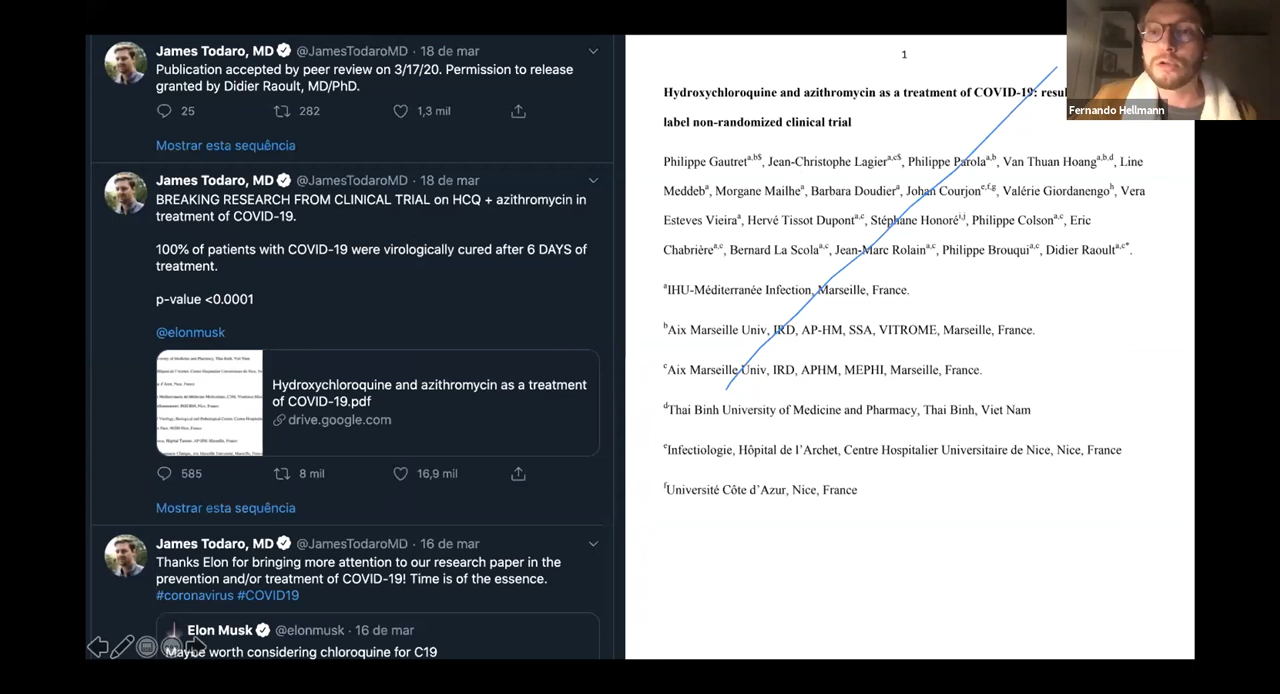 James Todaro, MD @JamesTodaroMD · 18 de mar
Publication accepted by peer review on 3/17/20. Permission to release
granted by Didier Raoult, MD/PhD.
25 282 1,3 mil
Mostrar esta sequência
James Todaro, MD @JamesTodaroMD · 18 de mar
BREAKING RESEARCH FROM CLINICAL TRIAL on HCQ + azithromycin in
treatment of COVID-19.
100% of patients with COVID-19 were virologically cured after 6 DAYS of
treatment.
p-value <0.0001
@elonmusk
Hydroxychloroquine and azithromycin as a treatment
of COVID-19.pdf
drive.google.com
585 8 mil 16,9 mil
Mostrar esta sequência
James Todaro, MD @JamesTodaroMD · 16 de mar
Thanks Elon for bringing more attention to our research paper in the
prevention and/or treatment of COVID-19! Time is of the essence.
#coronavirus #COVID19
Elon Musk @elonmusk · 16 de mar
Maybe worth considering chloroquine for C19
1
Hydroxychloroquine and azithromycin as a treatment of COVID-19:
label non-randomized clinical trial
Philippe Gautret a,b$, Jean-Christophe Lagier a,c$, Philippe Parola a,b, Van Thuan Hoang a,b,d, Line
Meddeb a, Morgane Mailhe a, Barbara Doudier a, Johan Courjon e,f,g, Valérie Giordanengo h, Vera
Esteves Vieira a, Hervé Tissot Dupont a,c, Stéphane Honoré i,j, Philippe Colson a,c, Eric
Chabrière a,c, Bernard La Scola a,c, Jean-Marc Rolain a,c, Philippe Brouqui a,c, Didier Raoult a,c*.
a IHU-Méditerranée Infection, Marseille, France.
b Aix Marseille Univ, IRD, AP-HM, SSA, VITROME, Marseille, France.
c Aix Marseille Univ, IRD, APHM, MEPHI, Marseille, France.
d Thai Binh University of Medicine and Pharmacy, Thai Binh, Viet Nam
e Infectiologie, Hôpital de l'Archet, Centre Hospitalier Universitaire de Nice, Nice, France
f Université Côte d'Azur, Nice, France
Fernando Hellmann